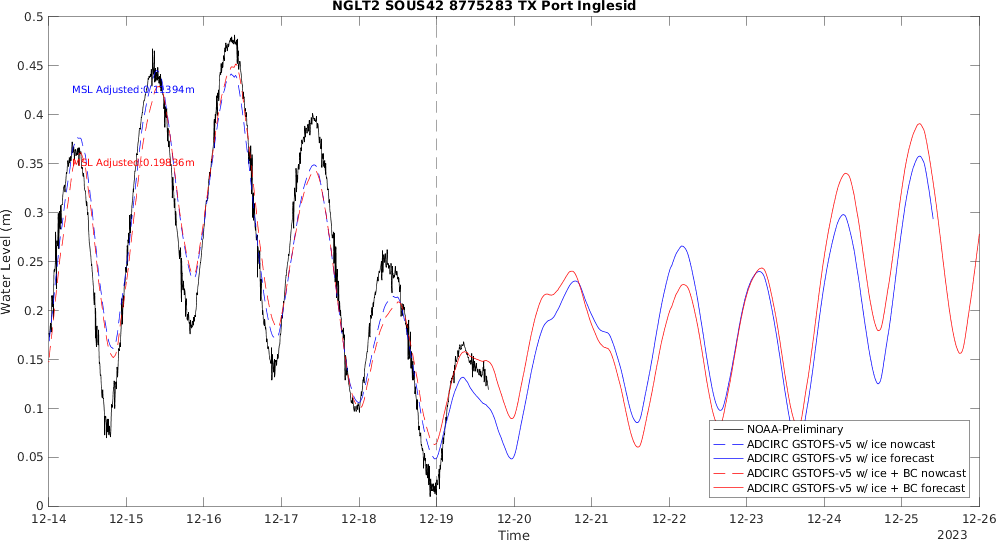 NGLT2 SOUS42 8775283 TX Port Inglesid
Water Level (m)
0.5
0.45
0.4
0.35
0.3
0.25
0.2
0.15
0.1
0.05
0
MSL Adjusted:0.12394m
MSL Adjusted:0.19836m
NOAA-Preliminary
ADCIRC GSTOFS-v5 w/ ice nowcast
ADCIRC GSTOFS-v5 w/ ice forecast
ADCIRC GSTOFS-v5 w/ ice + BC nowcast
ADCIRC GSTOFS-v5 w/ ice + BC forecast
12-14 12-15 12-16 12-17 12-18 12-19 12-20 12-21 12-22 12-23 12-24 12-25 12-26
Time
2023